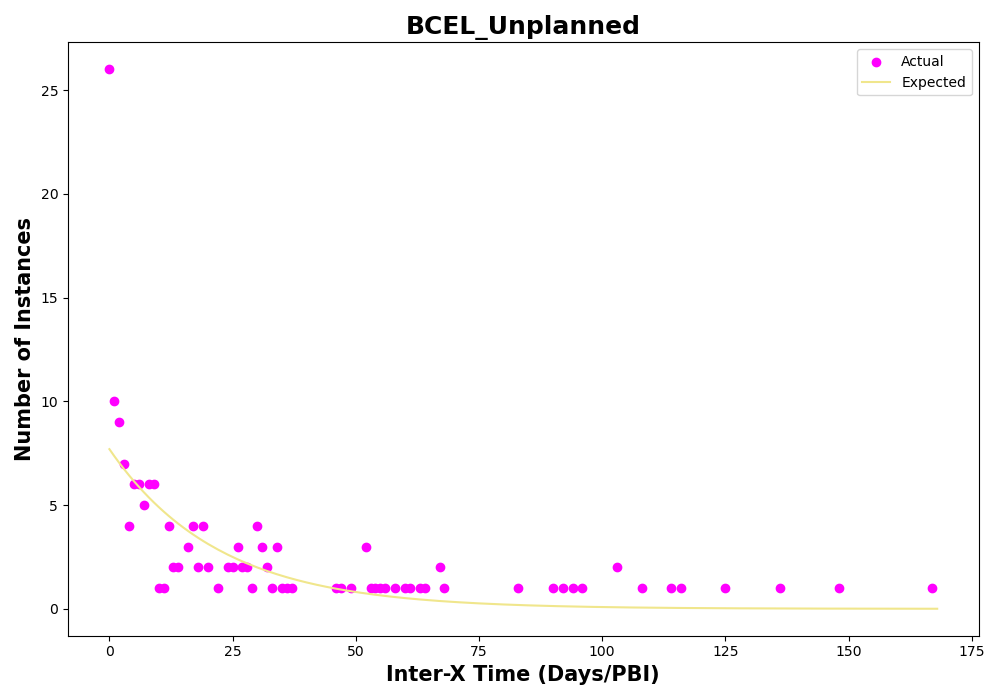 BCEL_Unplanned
Actual
Expected
Number of Instances
25
20
15
10
5
0
0 25 50 75 100 125 150 175
Inter-X Time (Days/PBI)